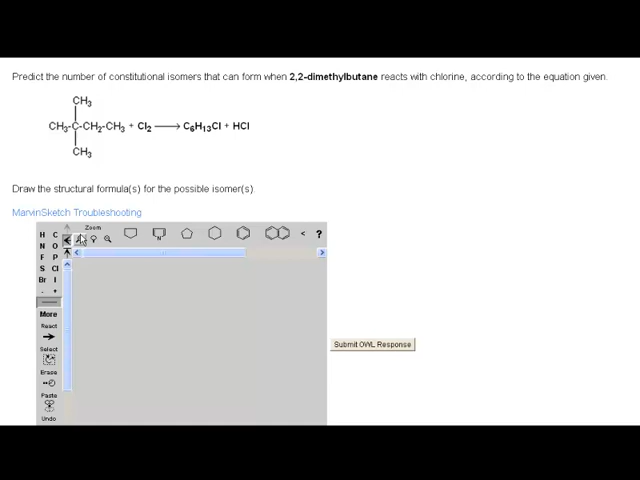 Predict the number of constitutional isomers that can form when 2,2-dimethylbutane reacts with chlorine, according to the equation given.
CH3
CH3-C-CH2-CH3 + Cl2 ⟶ C6H13Cl + HCl
CH3
Draw the structural formula(s) for the possible isomer(s).
MarvinSketch Troubleshooting
Zoom
H C
N O
F P
S Cl
Br I
- +
N
< ?
More
React
Select
Erase
Paste
Undo
Submit OWL Response